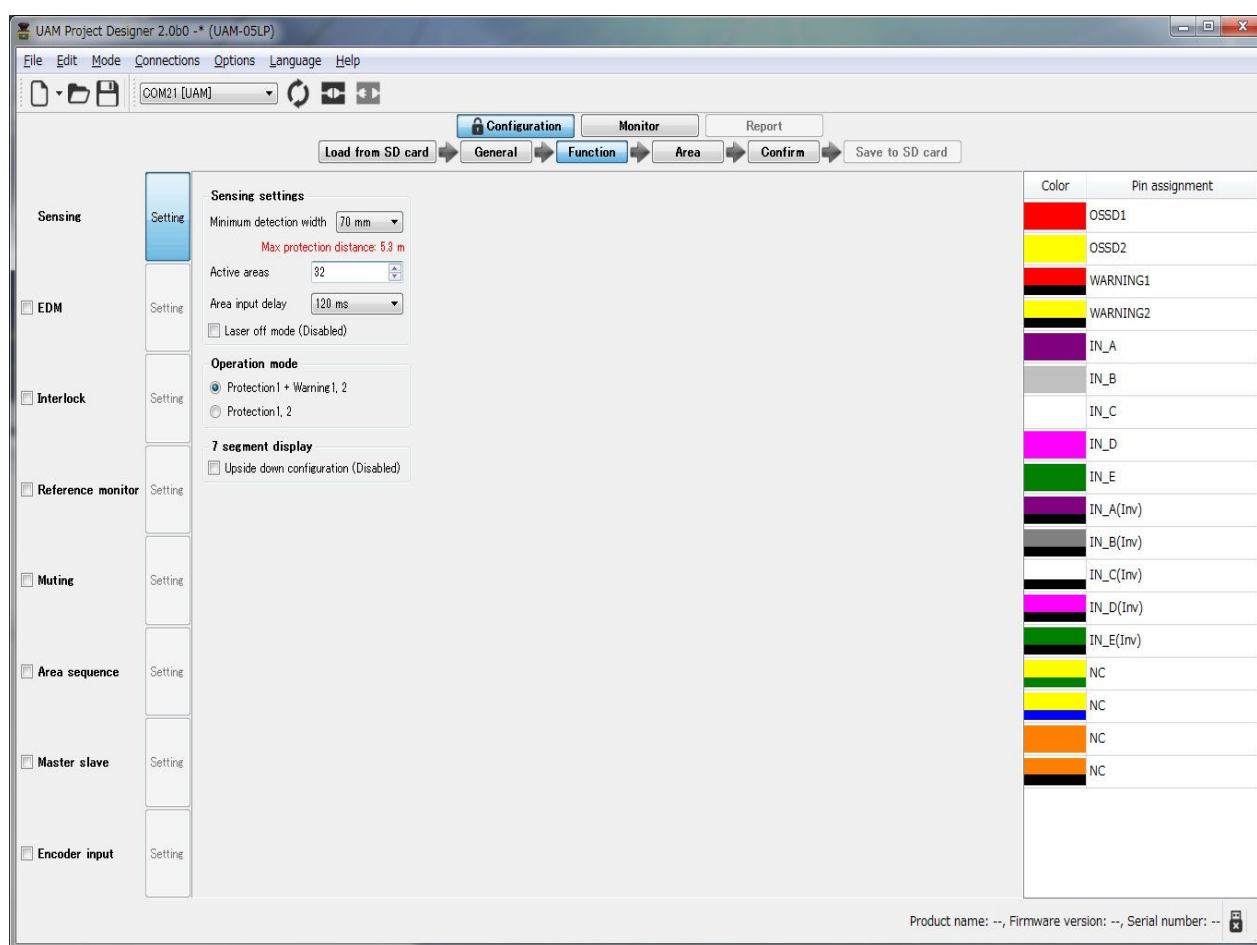 UAM Project Designer 2.0b0 -* (UAM-05LP)
File Edit Mode Connections Options Language Help
COM21 [UAM]
Configuration Monitor Report
Load from SD card General Function Area Confirm Save to SD card
Sensing Setting
EDM Setting
Interlock Setting
Reference monitor Setting
Muting Setting
Area sequence Setting
Master slave Setting
Encoder input Setting
Sensing settings
Minimum detection width 70 mm
Max protection distance: 5.3 m
Active areas 32
Area input delay 120 ms
Laser off mode (Disabled)
Operation mode
Protection1 + Warning1, 2
Protection1, 2
7 segment display
Upside down configuration (Disabled)
Color Pin assignment
OSSD1
OSSD2
WARNING1
WARNING2
IN_A
IN_B
IN_C
IN_D
IN_E
IN_A(Inv)
IN_B(Inv)
IN_C(Inv)
IN_D(Inv)
IN_E(Inv)
NC
NC
NC
NC
Product name: --, Firmware version: --, Serial number: --